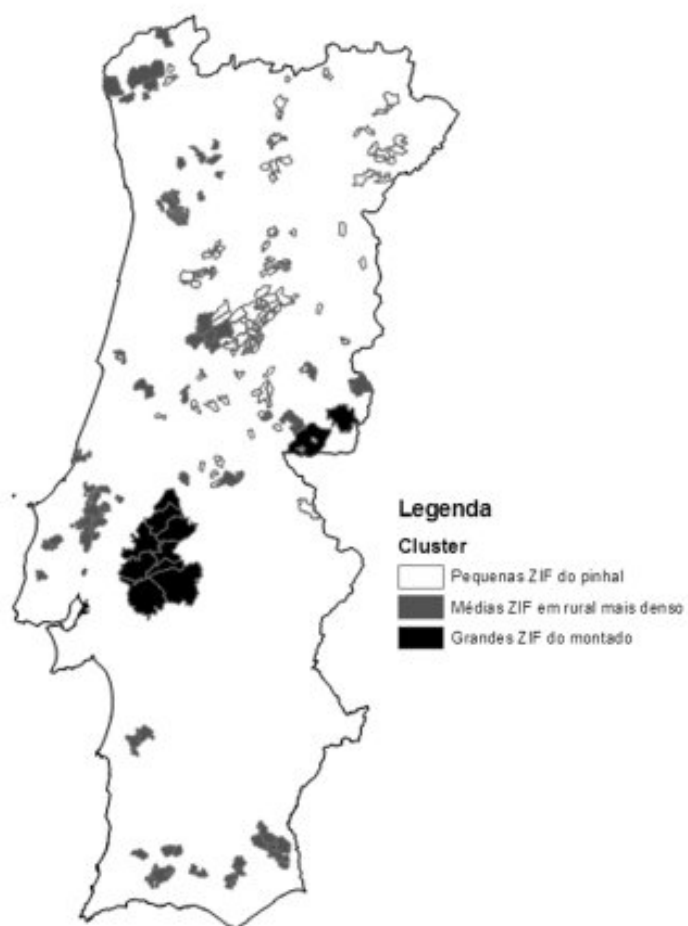 Legenda
Cluster
Pequenas ZIF do pinhal
Médias ZIF em rural mais denso
Grandes ZIF do montado